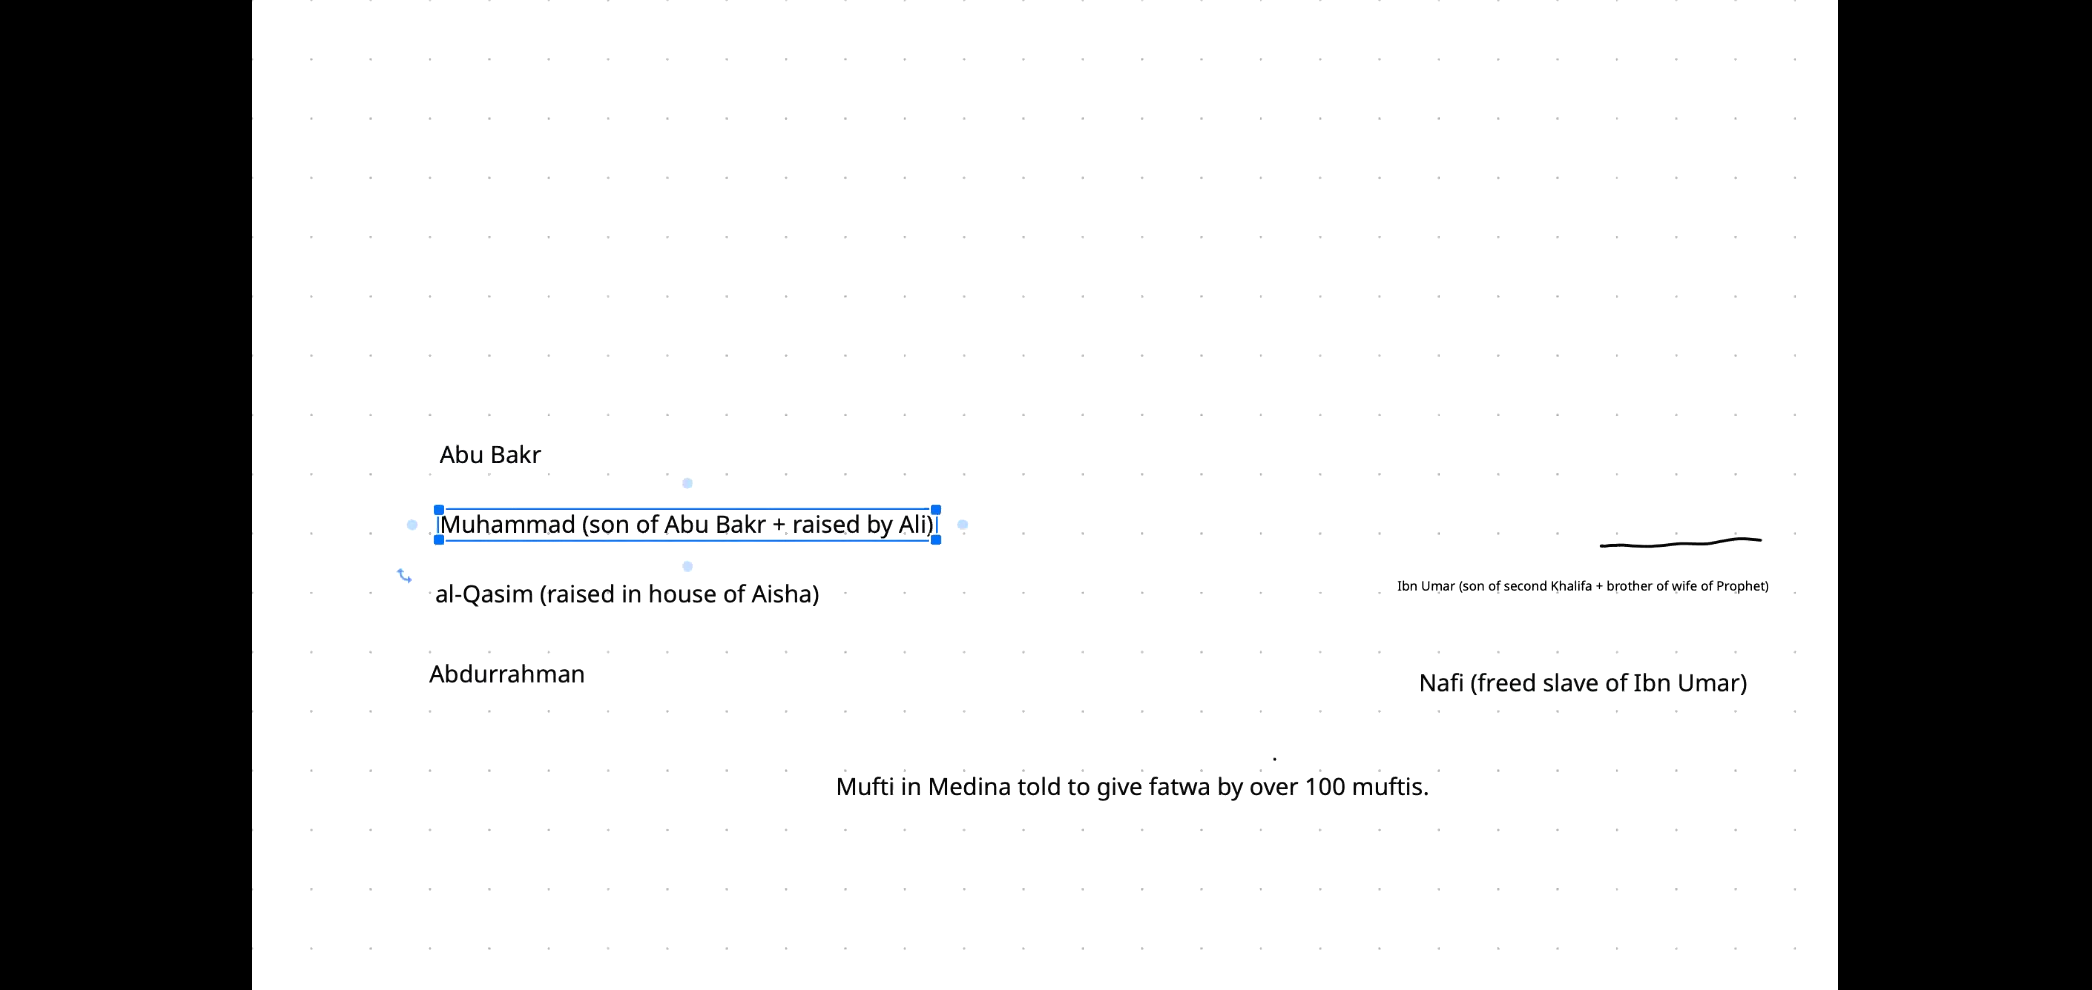 Abu Bakr
Muhammad (son of Abu Bakr + raised by Ali)
al-Qasim (raised in house of Aisha)
Abdurrahman
Ibn Umar (son of second Khalifa + brother of wife of Prophet)
Nafi (freed slave of Ibn Umar)
Mufti in Medina told to give fatwa by over 100 muftis.